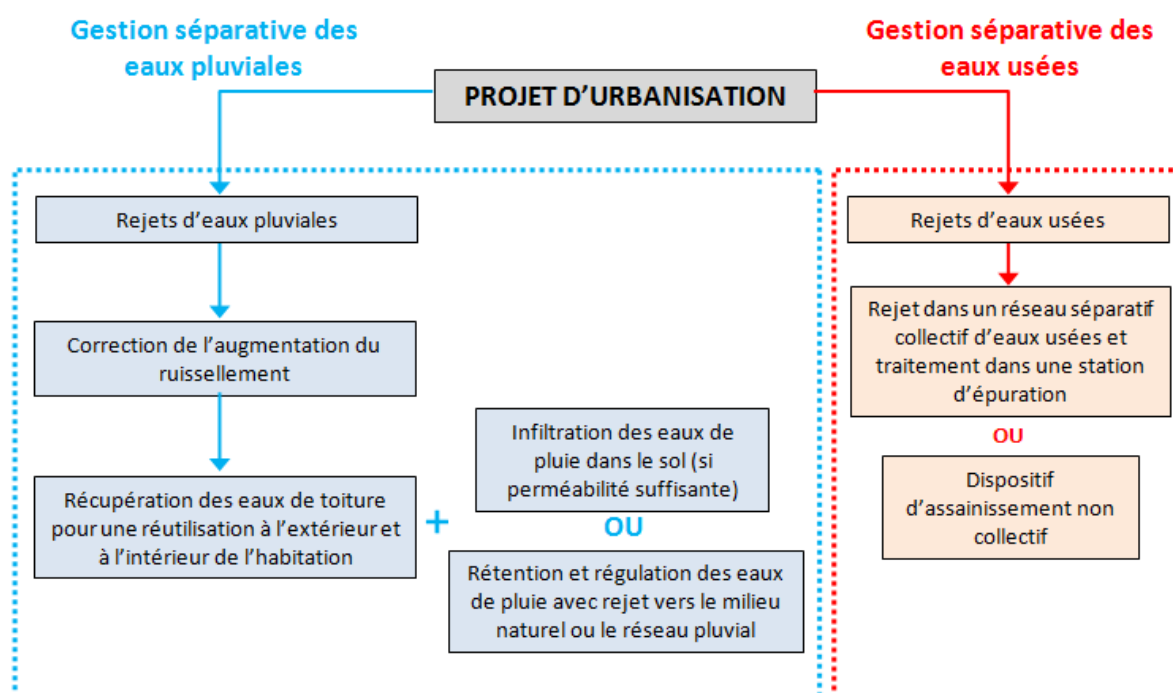 Gestion séparative des
eaux pluviales
Gestion séparative des
eaux usées
PROJET D'URBANISATION
Rejets d'eaux pluviales
Correction de l'augmentation du
ruissellement
Récupération des eaux de toiture
pour une réutilisation à l'extérieur et
à l'intérieur de l'habitation
+
Infiltration des eaux de
pluie dans le sol (si
perméabilité suffisante)
OU
Rétention et régulation des eaux
de pluie avec rejet vers le milieu
naturel ou le réseau pluvial
Rejets d'eaux usées
Rejet dans un réseau séparatif
collectif d'eaux usées et
traitement dans une station
d'épuration
OU
Dispositif
d'assainissement non
collectif